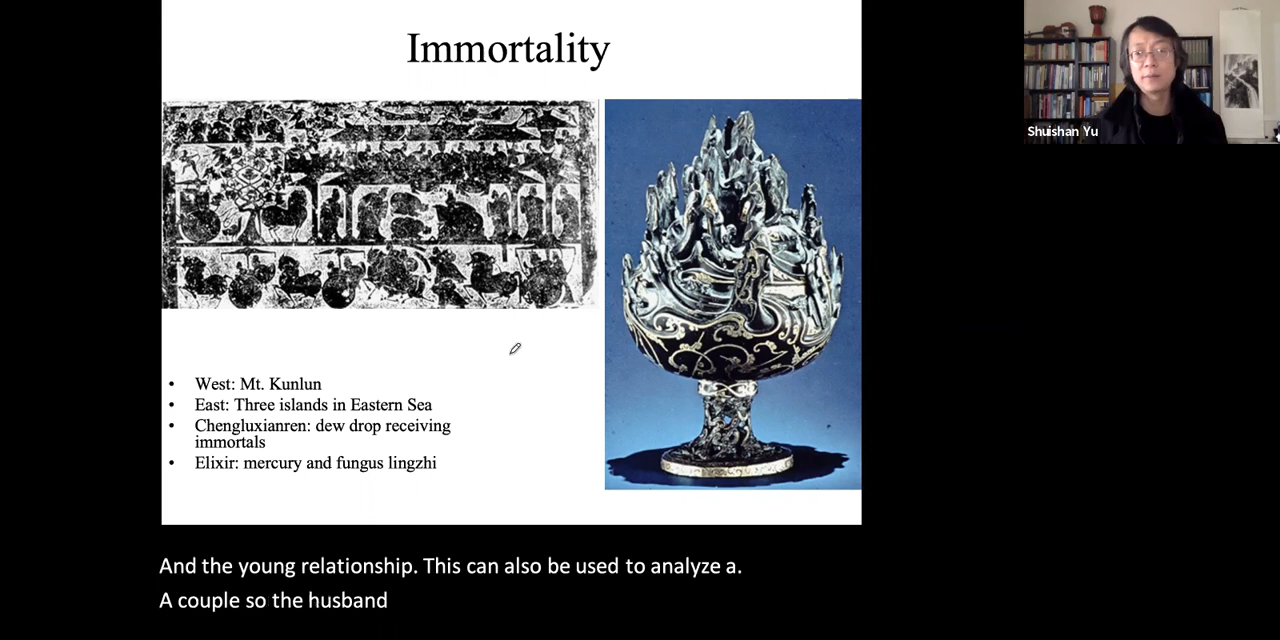 Immortality
Shuishan Yu
• West: Mt. Kunlun
• East: Three islands in Eastern Sea
• Chengluxianren: dew drop receiving
immortals
• Elixir: mercury and fungus lingzhi
And the young relationship. This can also be used to analyze a.
A couple so the husband